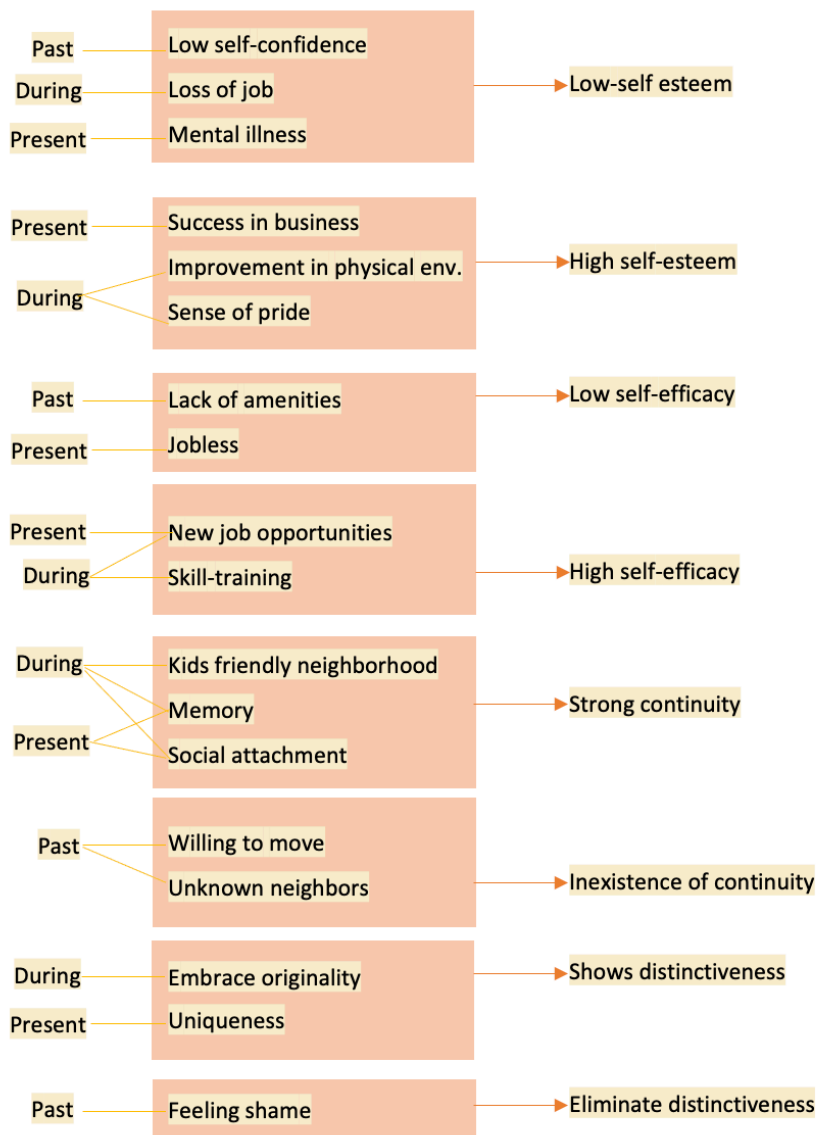 Past Low self-confidence
During Loss of job Low-self esteem
Present Mental illness
Present Success in business
Improvement in physical env. High self-esteem
During Sense of pride
Past Lack of amenities Low self-efficacy
Present Jobless
Present New job opportunities
During Skill-training High self-efficacy
During Kids friendly neighborhood
Memory Strong continuity
Present Social attachment
Past Willing to move
Unknown neighbors Inexistence of continuity
During Embrace originality Shows distinctiveness
Present Uniqueness
Past Feeling shame Eliminate distinctiveness